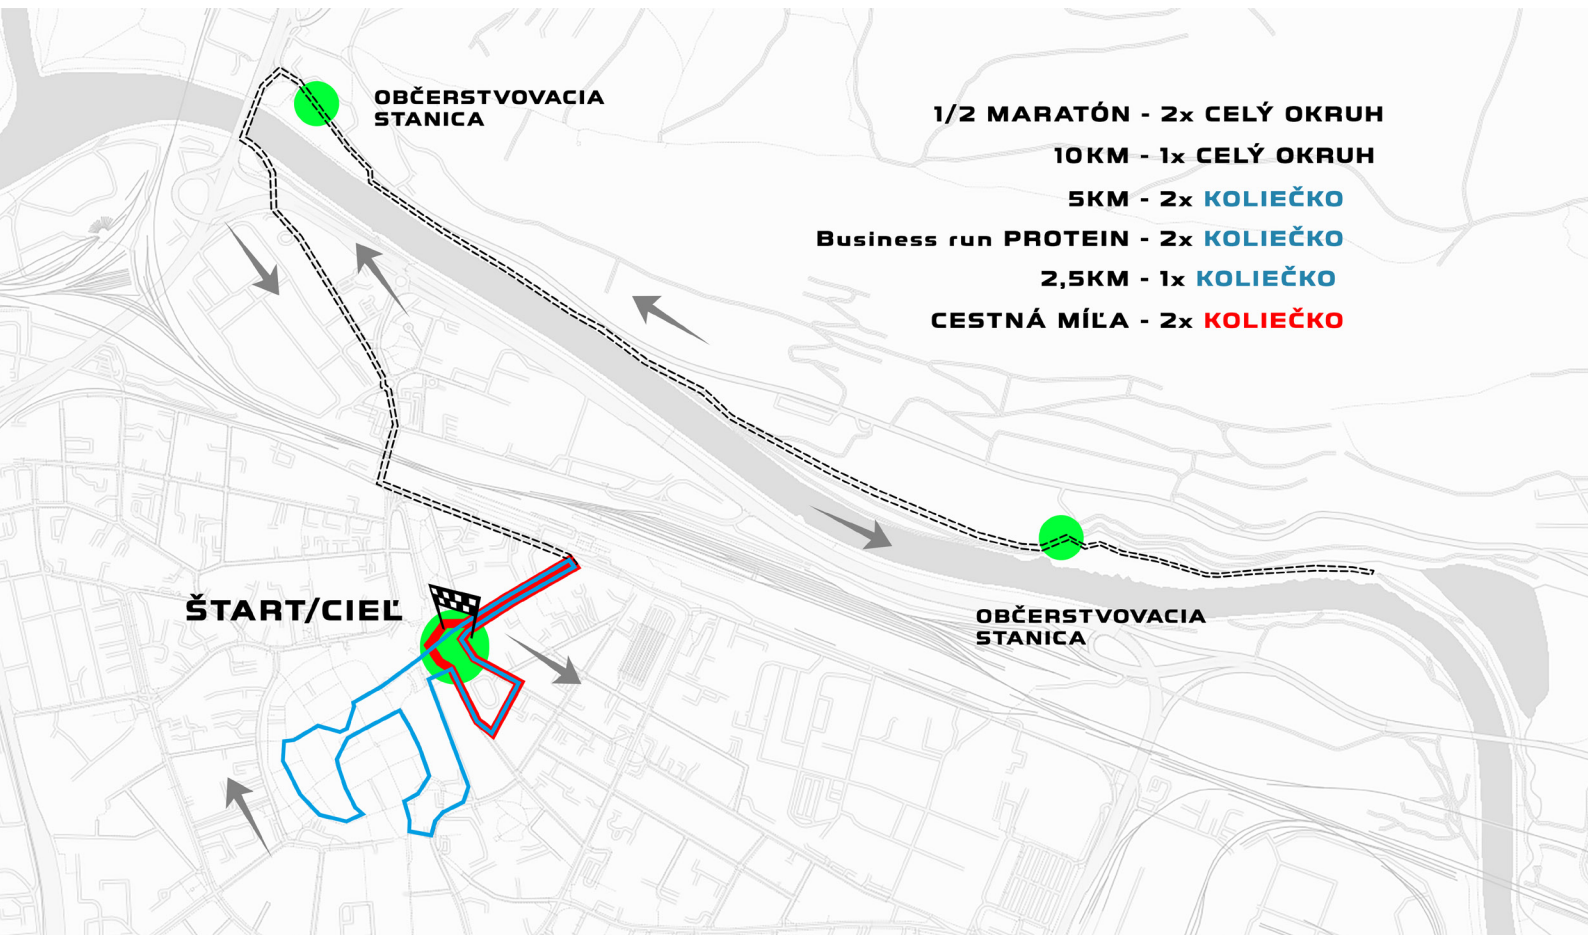 OBČERSTVOVACIA
STANICA
1/2 MARATÓN - 2x CELÝ OKRUH
10KM - 1x CELÝ OKRUH
5KM - 2x KOLIEČKO
Business run PROTEIN - 2x KOLIEČKO
2,5KM - 1x KOLIEČKO
CESTNÁ MÍĽA - 2x KOLIEČKO
ŠTART/CIEĽ
OBČERSTVOVACIA
STANICA